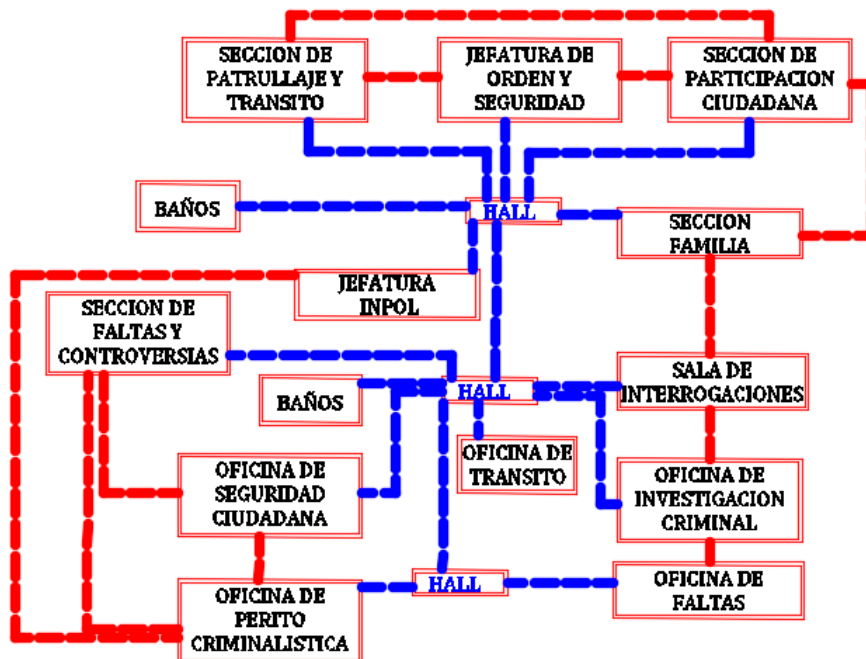 SECCION DE
PATRULLAJE Y
TRANSITO
JEFATURA DE
ORDEN Y
SEGURIDAD
SECCION DE
PARTICIPACION
CIUDADANA
BAÑOS
HALL
SECCION
FAMILIA
JEFATURA
INPOL
SECCION DE
FALTAS Y
CONTROVERSIAS
SALA DE
INTERROGACIONES
BAÑOS
HALL
OFICINA DE
TRANSITO
OFICINA DE
SEGURIDAD
CIUDADANA
OFICINA DE
INVESTIGACION
CRIMINAL
OFICINA DE
PERITO
CRIMINALISTICA
HALL
OFICINA DE
FALTAS